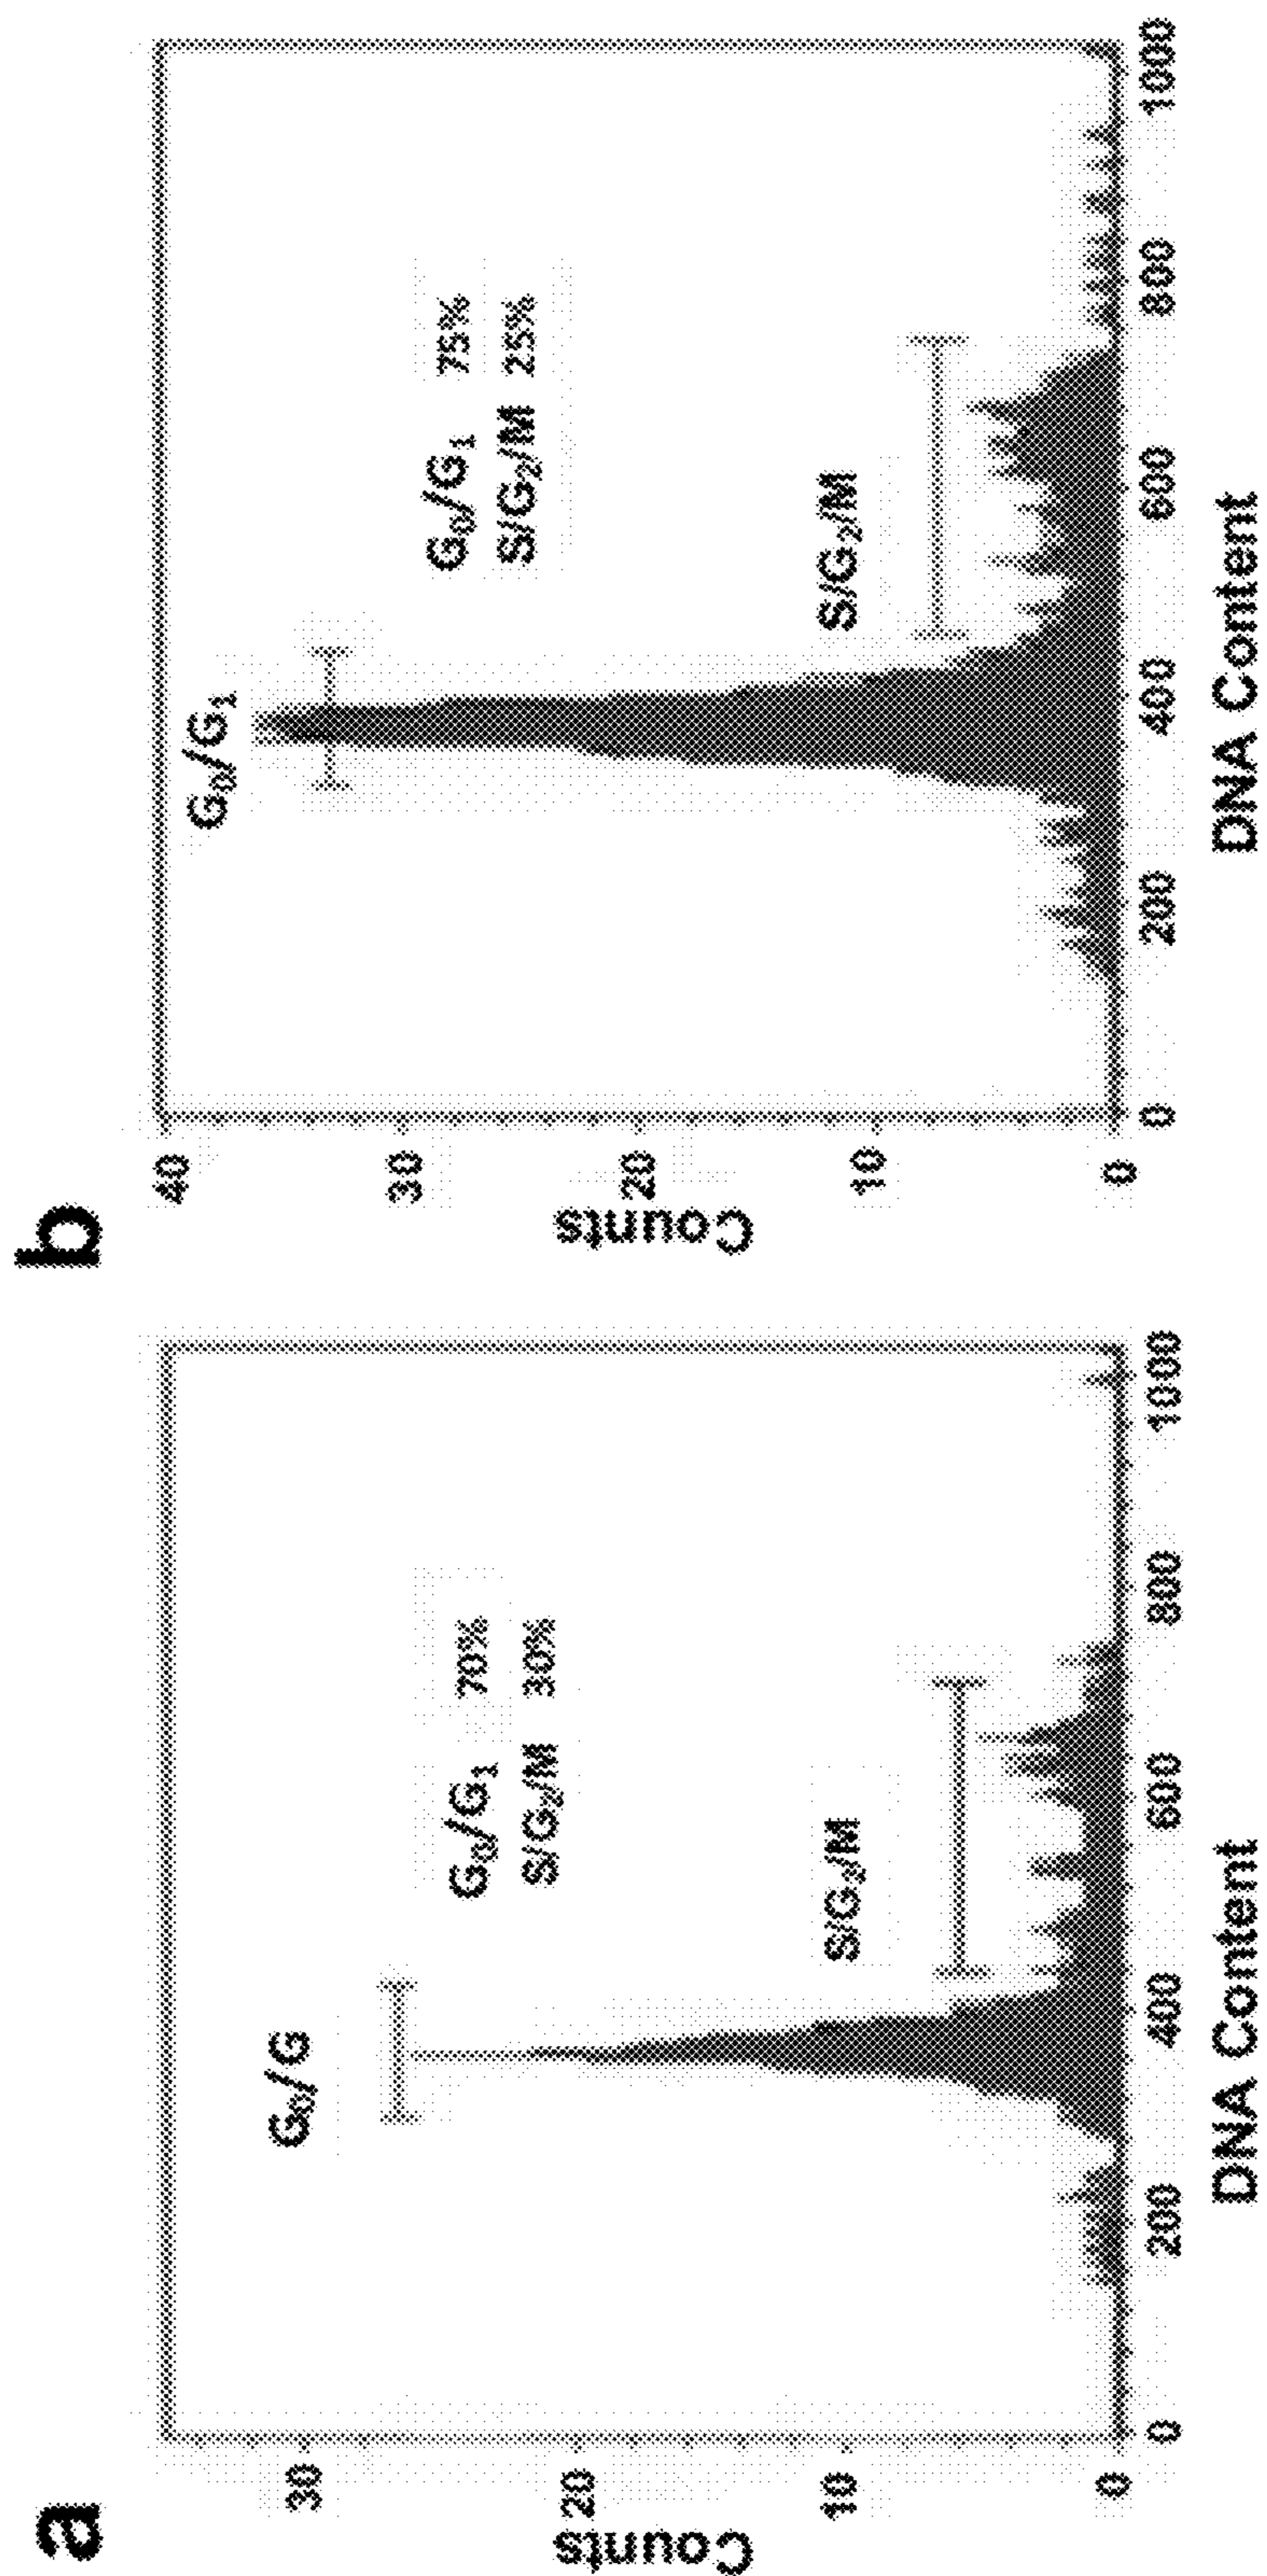 a
Counts
30
20
10
0
G0/G
G0/G1 70%
S/G2/M 30%
S/G2/M
0 200 400 600 800 1000
DNA Content
b
Counts
40
30
20
10
0
G0/G1
G0/G1 75%
S/G2/M 25%
S/G2/M
0 200 400 600 800 1000
DNA Content